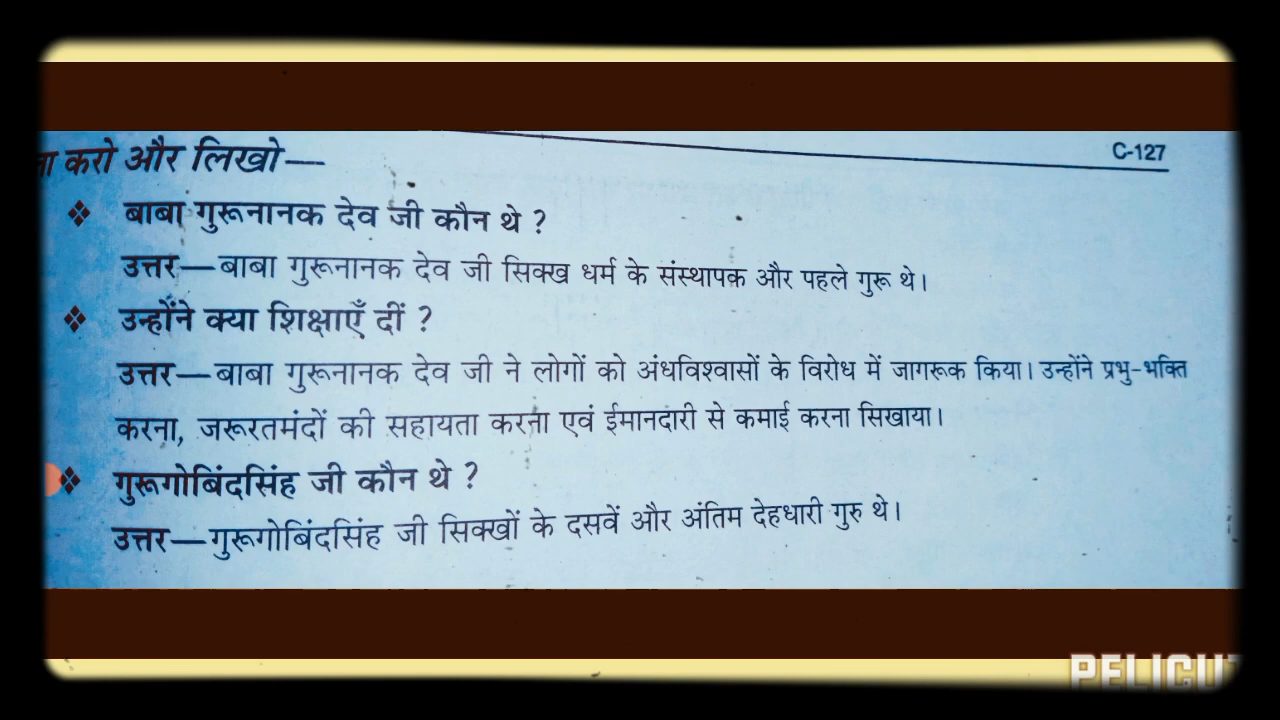 करो और लिखो—
C-127
❖ बाबा गुरूनानक देव जी कौन थे ?
उत्तर—बाबा गुरूनानक देव जी सिक्ख धर्म के संस्थापक और पहले गुरू थे।
❖ उन्होंने क्या शिक्षाएँ दीं ?
उत्तर—बाबा गुरूनानक देव जी ने लोगों को अंधविश्वासों के विरोध में जागरूक किया। उन्होंने प्रभु-भक्ति
करना, जरूरतमंदों की सहायता करना एवं ईमानदारी से कमाई करना सिखाया।
❖ गुरूगोबिंदसिंह जी कौन थे ?
उत्तर—गुरूगोबिंदसिंह जी सिक्खों के दसवें और अंतिम देहधारी गुरु थे।